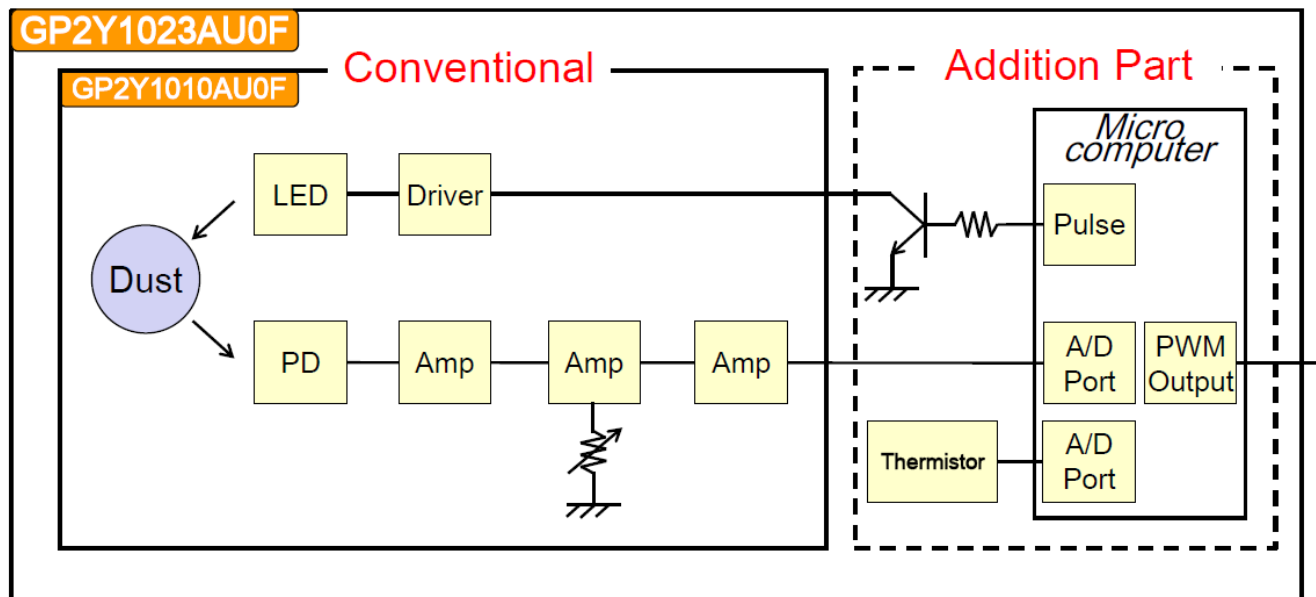 GP2Y1023AU0F
Conventional
Addition Part
GP2Y1010AU0F
Micro
computer
LED
Driver
Pulse
Dust
PD
Amp
Amp
Amp
A/D
Port
PWM
Output
Thermistor
A/D
Port